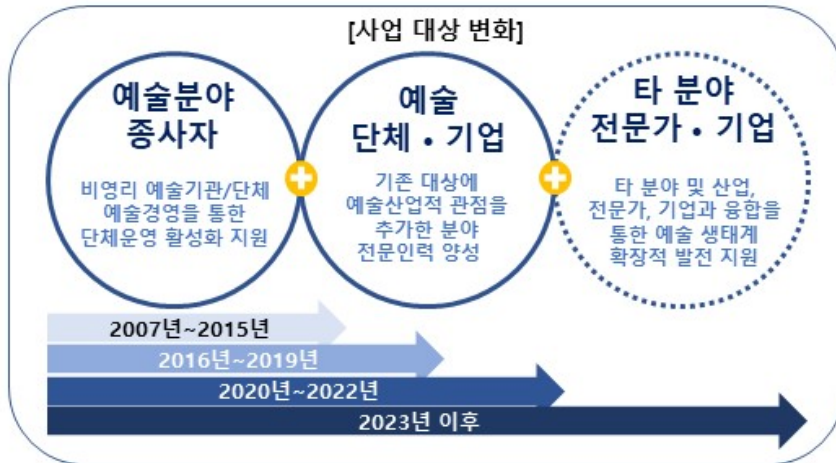 [사업 대상 변화]
예술분야
종사자
비영리 예술기관/단체
예술경영을 통한
단체운영 활성화 지원
예술
단체・기업
기존 대상에
예술산업적 관점을
추가한 분야
전문인력 양성
타 분야
전문가・기업
타 분야 및 산업,
전문가, 기업과 융합을
통한 예술 생태계
확장적 발전 지원
2007년~2015년
2016년~2019년
2020년~2022년
2023년 이후